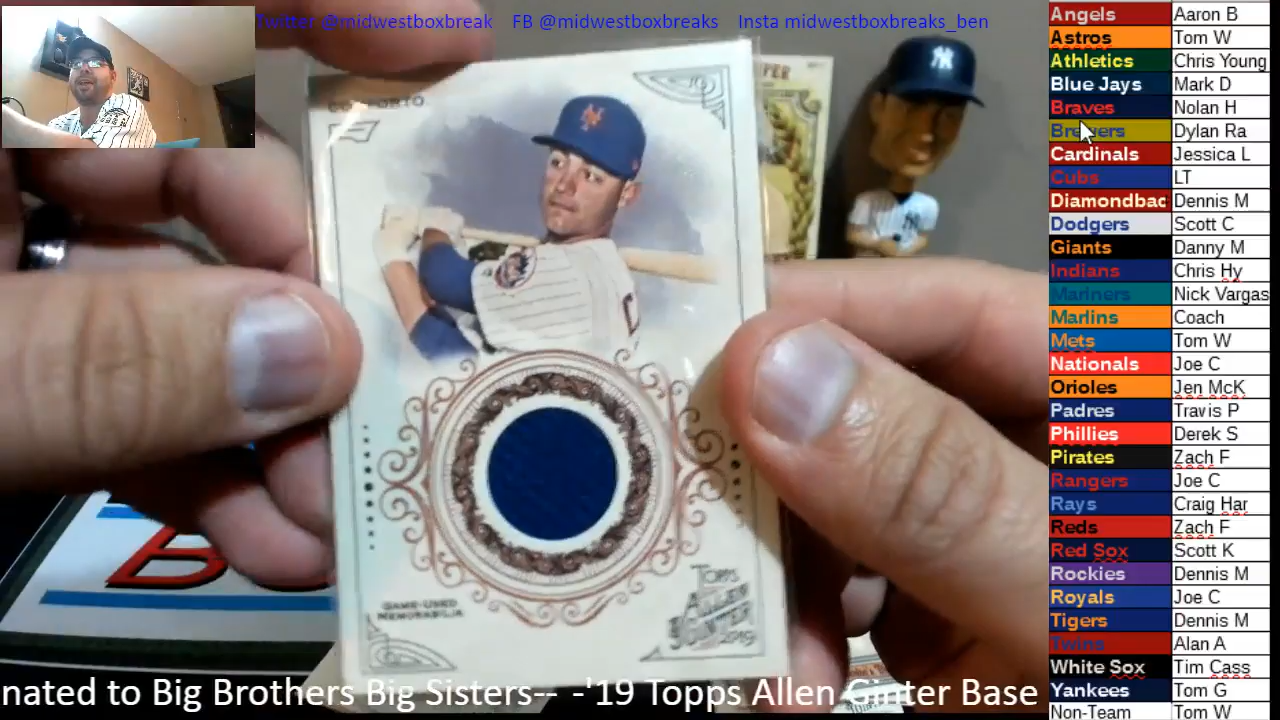 Twitter @midwestboxbreak FB @midwestboxbreaks Insta midwestboxbreaks_ben
CONFORTO
GAME-USED
MEMORABILIA
TOPPS
ALLEN
& GINTER
2019
nated to Big Brothers Big Sisters-- -'19 Topps Allen Ginter Base
Angels Aaron B
Astros Tom W
Athletics Chris Young
Blue Jays Mark D
Braves Nolan H
Brewers Dylan Ra
Cardinals Jessica L
Cubs LT
Diamondbac Dennis M
Dodgers Scott C
Giants Danny M
Indians Chris Hy
Mariners Nick Vargas
Marlins Coach
Mets Tom W
Nationals Joe C
Orioles Jen McK
Padres Travis P
Phillies Derek S
Pirates Zach F
Rangers Joe C
Rays Craig Har
Reds Zach F
Red Sox Scott K
Rockies Dennis M
Royals Joe C
Tigers Dennis M
Twins Alan A
White Sox Tim Cass
Yankees Tom G
Non-Team Tom W